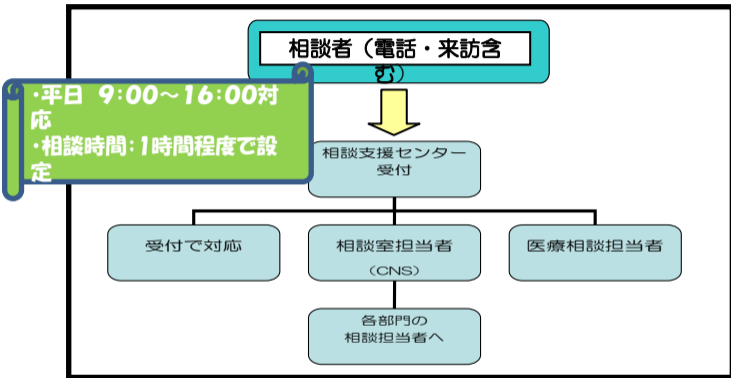 相談者（電話・来訪含
む）
・平日 9:00～16:00対
応
・相談時間：1時間程度で設
定
相談支援センター
受付
受付で対応
相談室担当者
（CNS）
医療相談担当者
各部門の
相談担当者へ